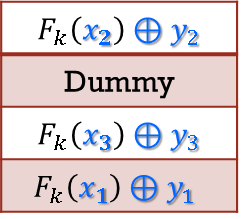 F_k(x_2) ⊕ y_2
Dummy
F_k(x_3) ⊕ y_3
F_k(x_1) ⊕ y_1